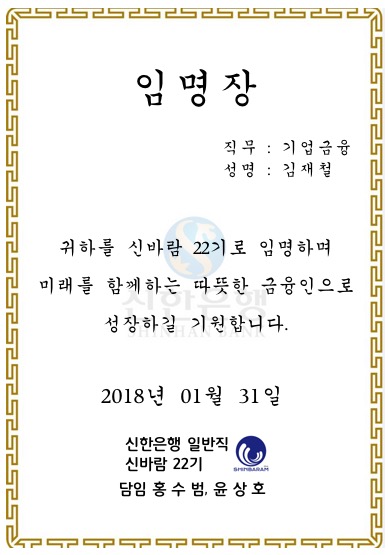 임명장
직무 : 기업금융
성명 : 김재철
귀하를 신바람 22기로 임명하며
미래를 함께하는 따뜻한 금융인으로
신한은행
성장하길 기원합니다.
SHINHAN BANK
2018년 01월 31일
신한은행 일반직
신바람 22기
SHINBARAM
담임 홍수범, 윤상호